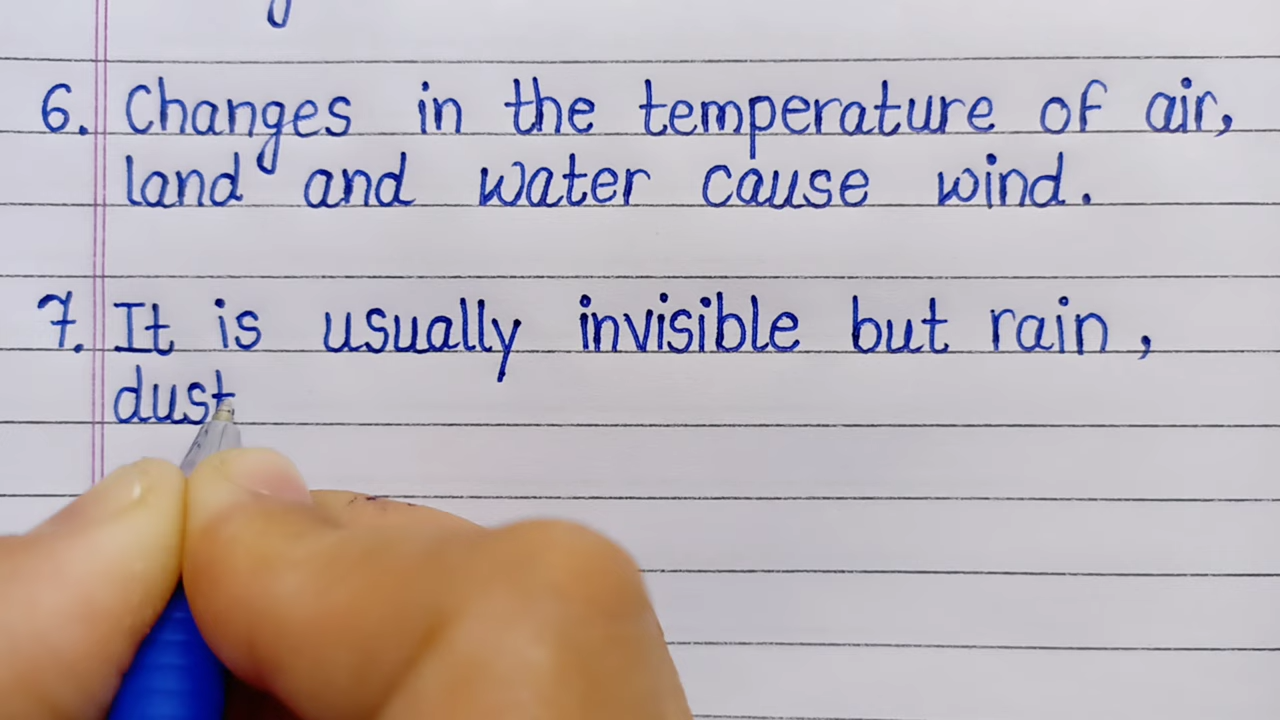 6. Changes in the temperature of air,
land and water cause wind.
7. It is usually invisible but rain,
dust